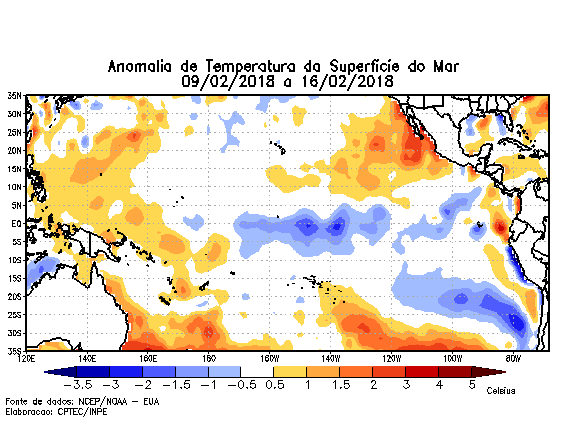 Anomalia de Temperatura da Superfície do Mar
09/02/2018 a 16/02/2018
35N
30N
25N
20N
15N
10N
5N
EQ
5S
10S
15S
20S
25S
30S
35S
120E 140E 160E 180 160W 140W 120W 100W 80W
-3.5 -3 -2 -1.5 -1 -0.5 0.5 1 1.5 2 3 4 5
Celsius
Fonte de dados: NCEP/NOAA - EUA
Elaboracao: CPTEC/INPE